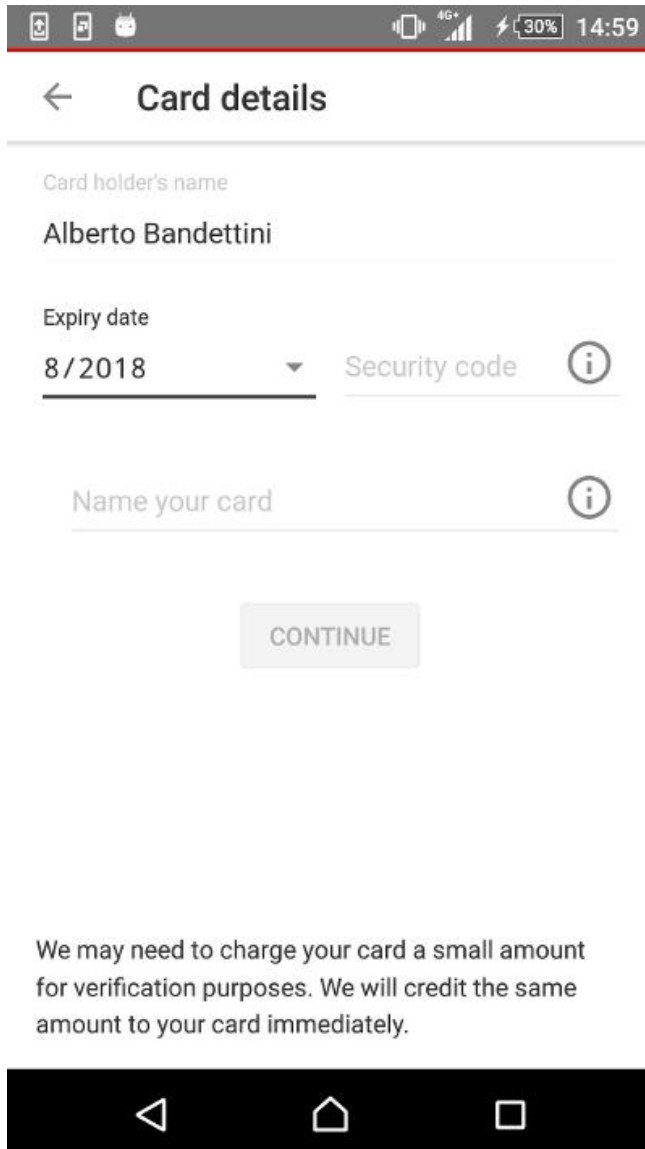 4G+
30% 14:59
Card details
Card holder's name
Alberto Bandettini
Expiry date
8/2018
Security code
Name your card
CONTINUE
We may need to charge your card a small amount
for verification purposes. We will credit the same
amount to your card immediately.